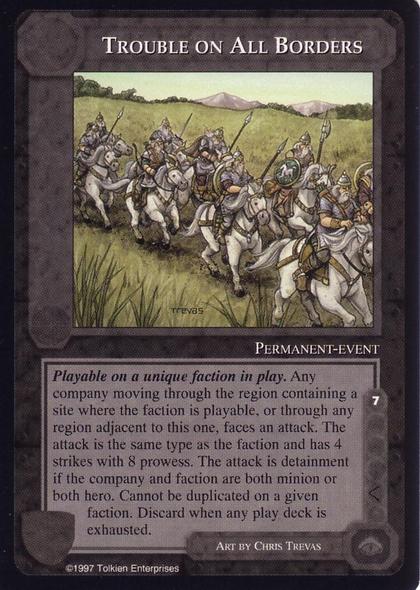 Trouble on All Borders
TREVAS
Permanent-event
Playable on a unique faction in play. Any
company moving through the region containing a
site where the faction is playable, or through any
region adjacent to this one, faces an attack. The
attack is the same type as the faction and has 4
strikes with 8 prowess. The attack is detainment
if the company and faction are both minion or
both hero. Cannot be duplicated on a given
faction. Discard when any play deck is
exhausted.
7
Art by Chris Trevas
©1997 Tolkien Enterprises